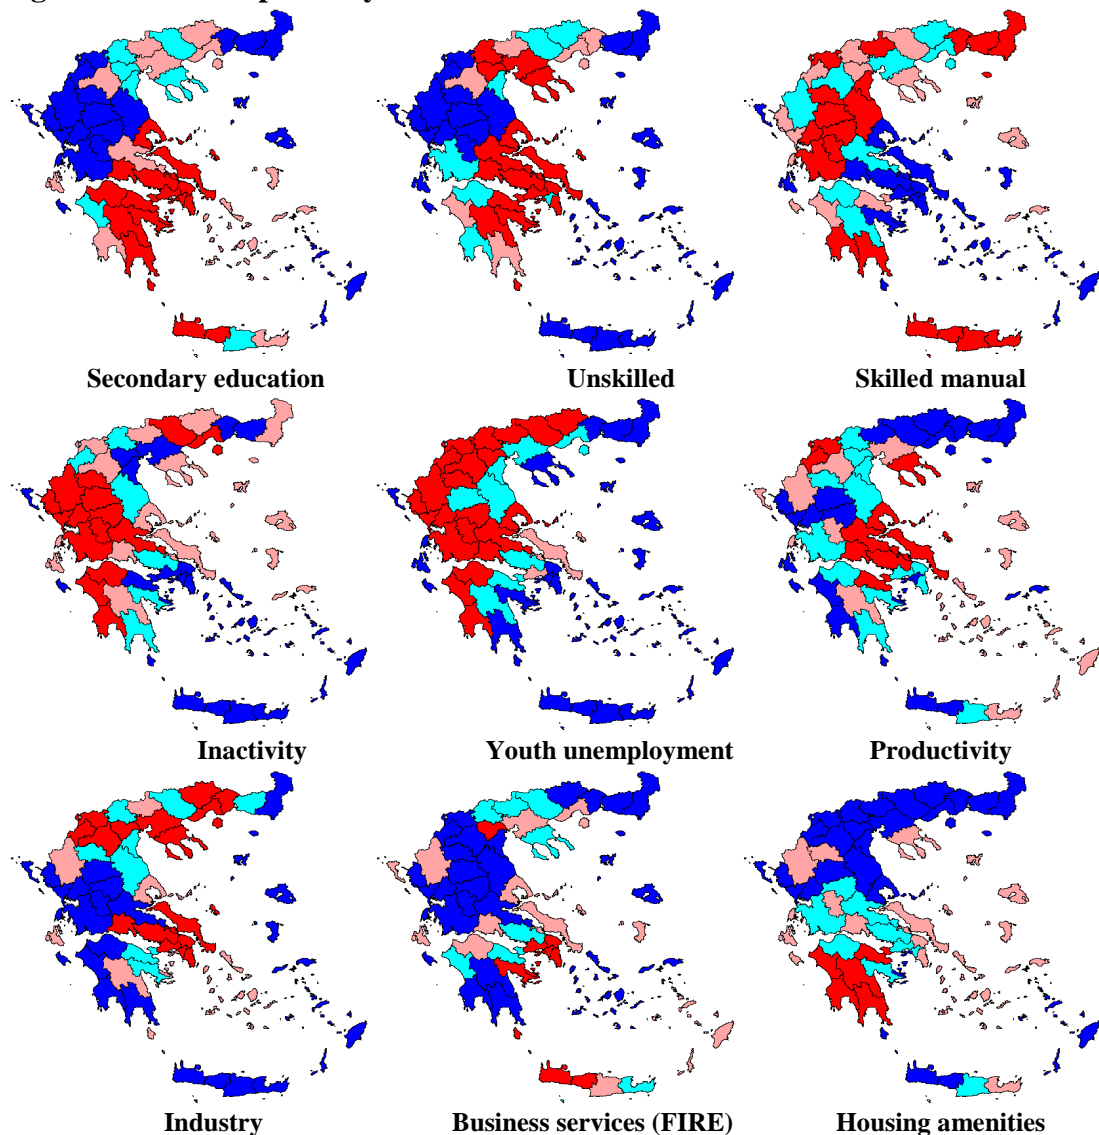 Secondary education Unskilled Skilled manual
Inactivity Youth unemployment Productivity
Industry Business services (FIRE) Housing amenities